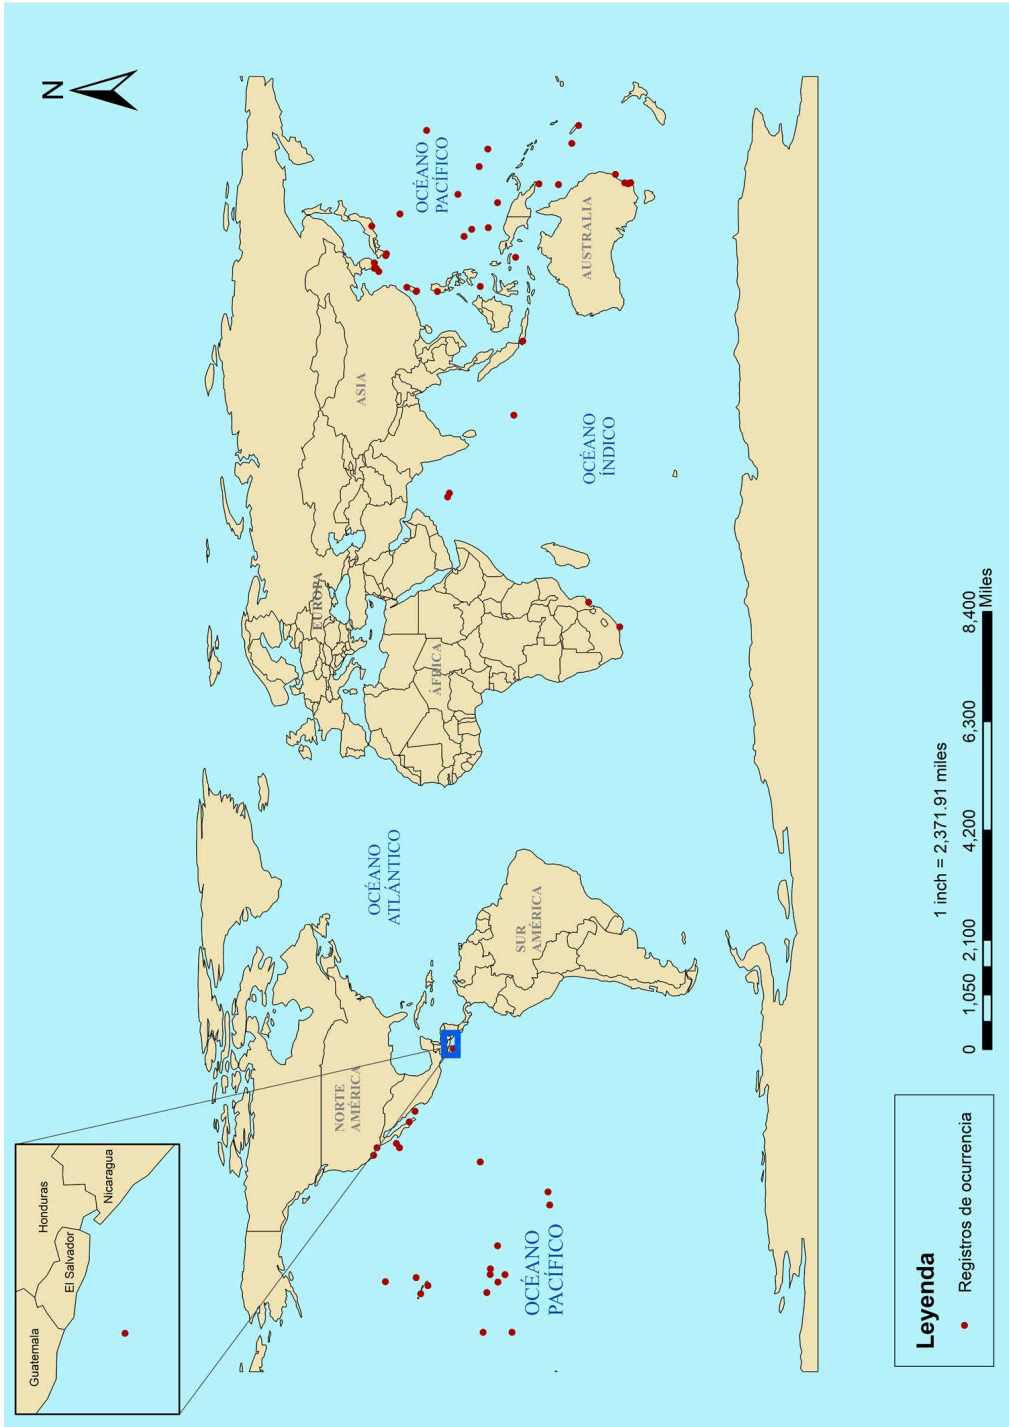 N
Guatemala
Honduras
El Salvador
Nicaragua
NORTE
AMÉRICA
OCÉANO
ATLÁNTICO
EUROPA
ASIA
OCÉANO
PACÍFICO
ÁFRICA
SUR
AMÉRICA
OCÉANO
PACÍFICO
OCÉANO
ÍNDICO
AUSTRALIA
Leyenda
Registros de ocurrencia
1 inch = 2,371.91 miles
0 1,050 2,100 4,200 6,300 8,400
Miles